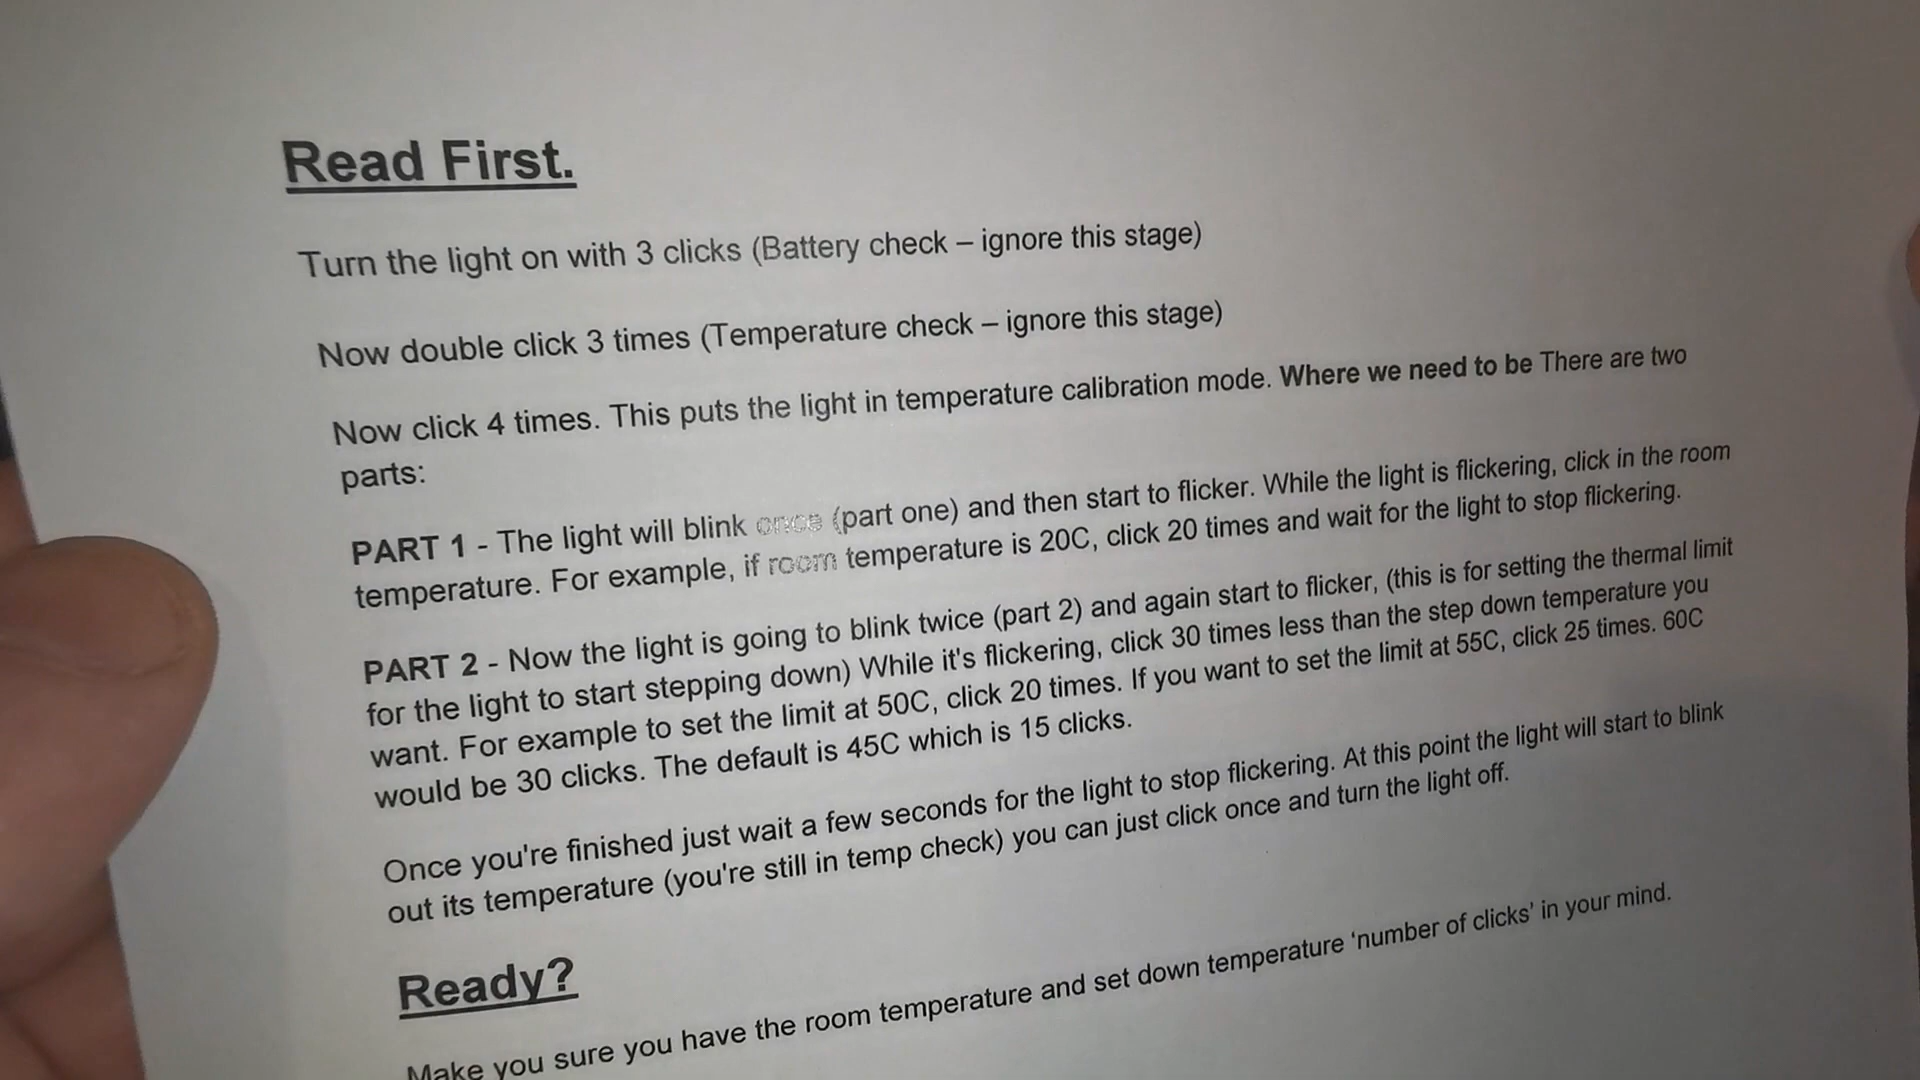 Read First.
Turn the light on with 3 clicks (Battery check – ignore this stage)
Now double click 3 times (Temperature check – ignore this stage)
Now click 4 times. This puts the light in temperature calibration mode. Where we need to be There are two
parts:
PART 1 - The light will blink once (part one) and then start to flicker. While the light is flickering, click in the room
temperature. For example, if room temperature is 20C, click 20 times and wait for the light to stop flickering.
PART 2 - Now the light is going to blink twice (part 2) and again start to flicker, (this is for setting the thermal limit
for the light to start stepping down) While it's flickering, click 30 times less than the step down temperature you
want. For example to set the limit at 50C, click 20 times. If you want to set the limit at 55C, click 25 times. 60C
would be 30 clicks. The default is 45C which is 15 clicks.
Once you're finished just wait a few seconds for the light to stop flickering. At this point the light will start to blink
out its temperature (you're still in temp check) you can just click once and turn the light off.
Ready?
Make you sure you have the room temperature and set down temperature ‘number of clicks’ in your mind.